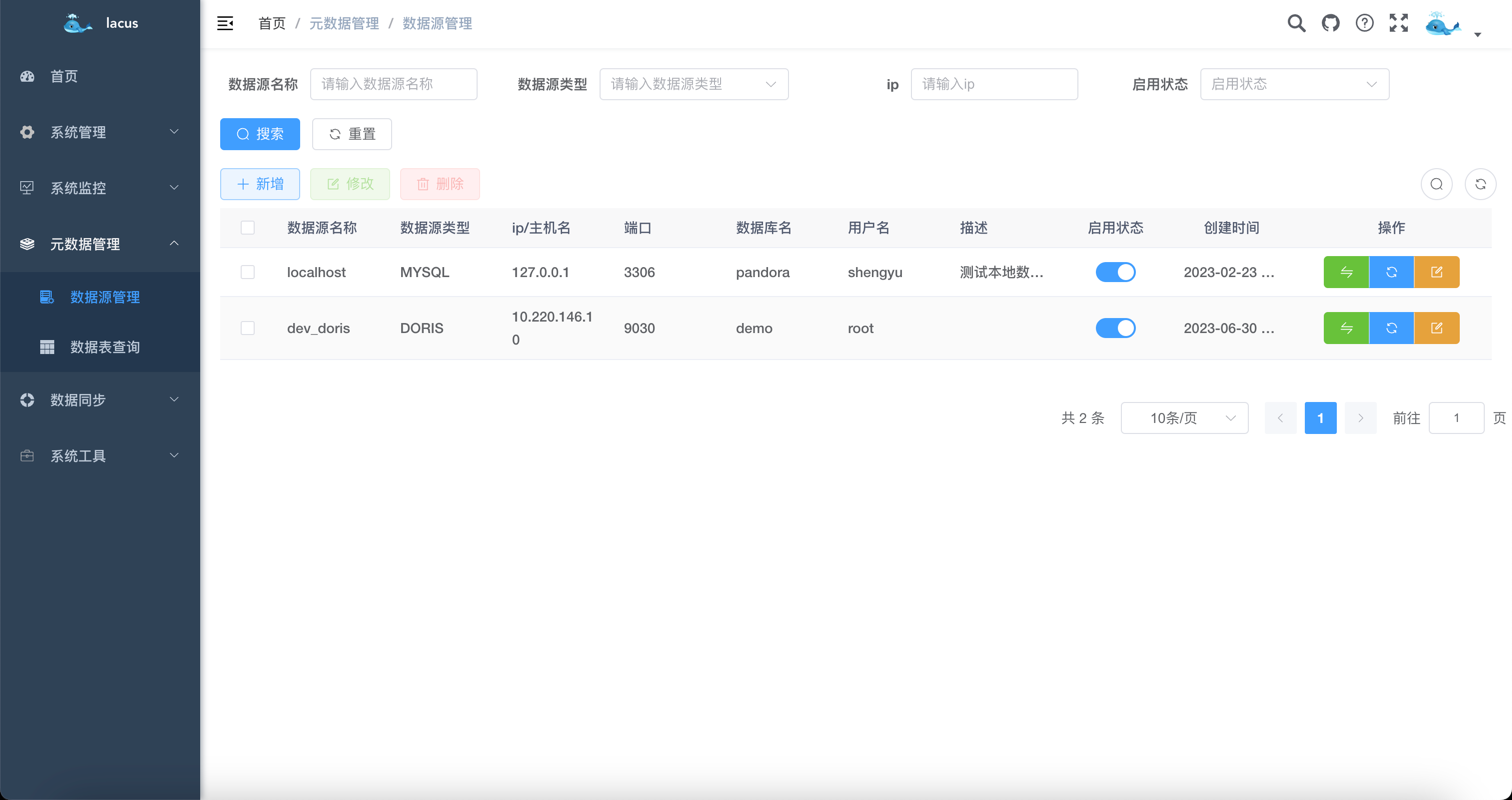 lacus
首页
系统管理
系统监控
元数据管理
数据源管理
数据表查询
数据同步
系统工具
首页 / 元数据管理 / 数据源管理
数据源名称 请输入数据源名称 数据源类型 请输入数据源类型 ip 请输入ip 启用状态 启用状态
搜索 重置
新增 修改 删除
数据源名称 数据源类型 ip/主机名 端口 数据库名 用户名 描述 启用状态 创建时间 操作
localhost MYSQL 127.0.0.1 3306 pandora shengyu 测试本地数... 2023-02-23 ...
dev_doris DORIS 10.220.146.1
0 9030 demo root 2023-06-30 ...
共 2 条 10条/页 1 前往 1 页